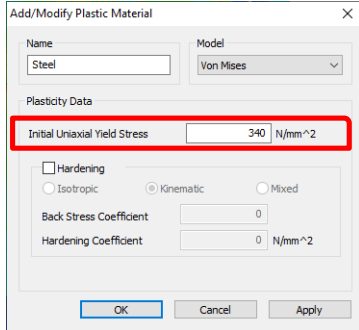 Add/Modify Plastic Material
Name
Model
Steel
Von Mises
Plasticity Data
Initial Uniaxial Yield Stress 340 N/mm^2
Hardening
Isotropic Kinematic Mixed
Back Stress Coefficient 0
Hardening Coefficient 0 N/mm^2
OK Cancel Apply